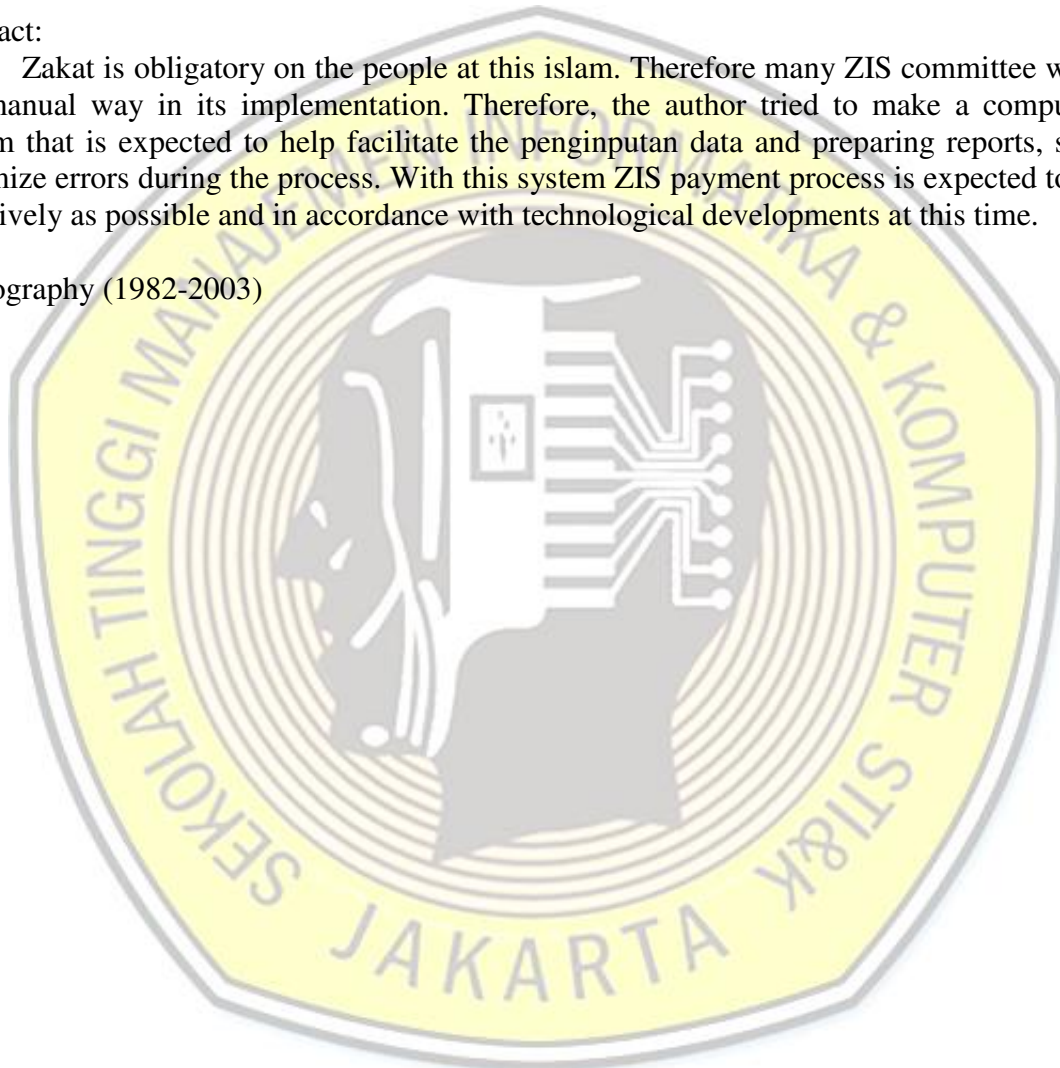 act:
Zakat is obligatory on the people at this islam. Therefore many ZIS committee w
manual way in its implementation. Therefore, the author tried to make a compu
m that is expected to help facilitate the penginputan data and preparing reports, s
nize errors during the process. With this system ZIS payment process is expected to
tively as possible and in accordance with technological developments at this time.
ography (1982-2003)
SEKOLAH TINGGI MANAJEMEN INFORMATIKA & KOMPUTER STI&K
JAKARTA